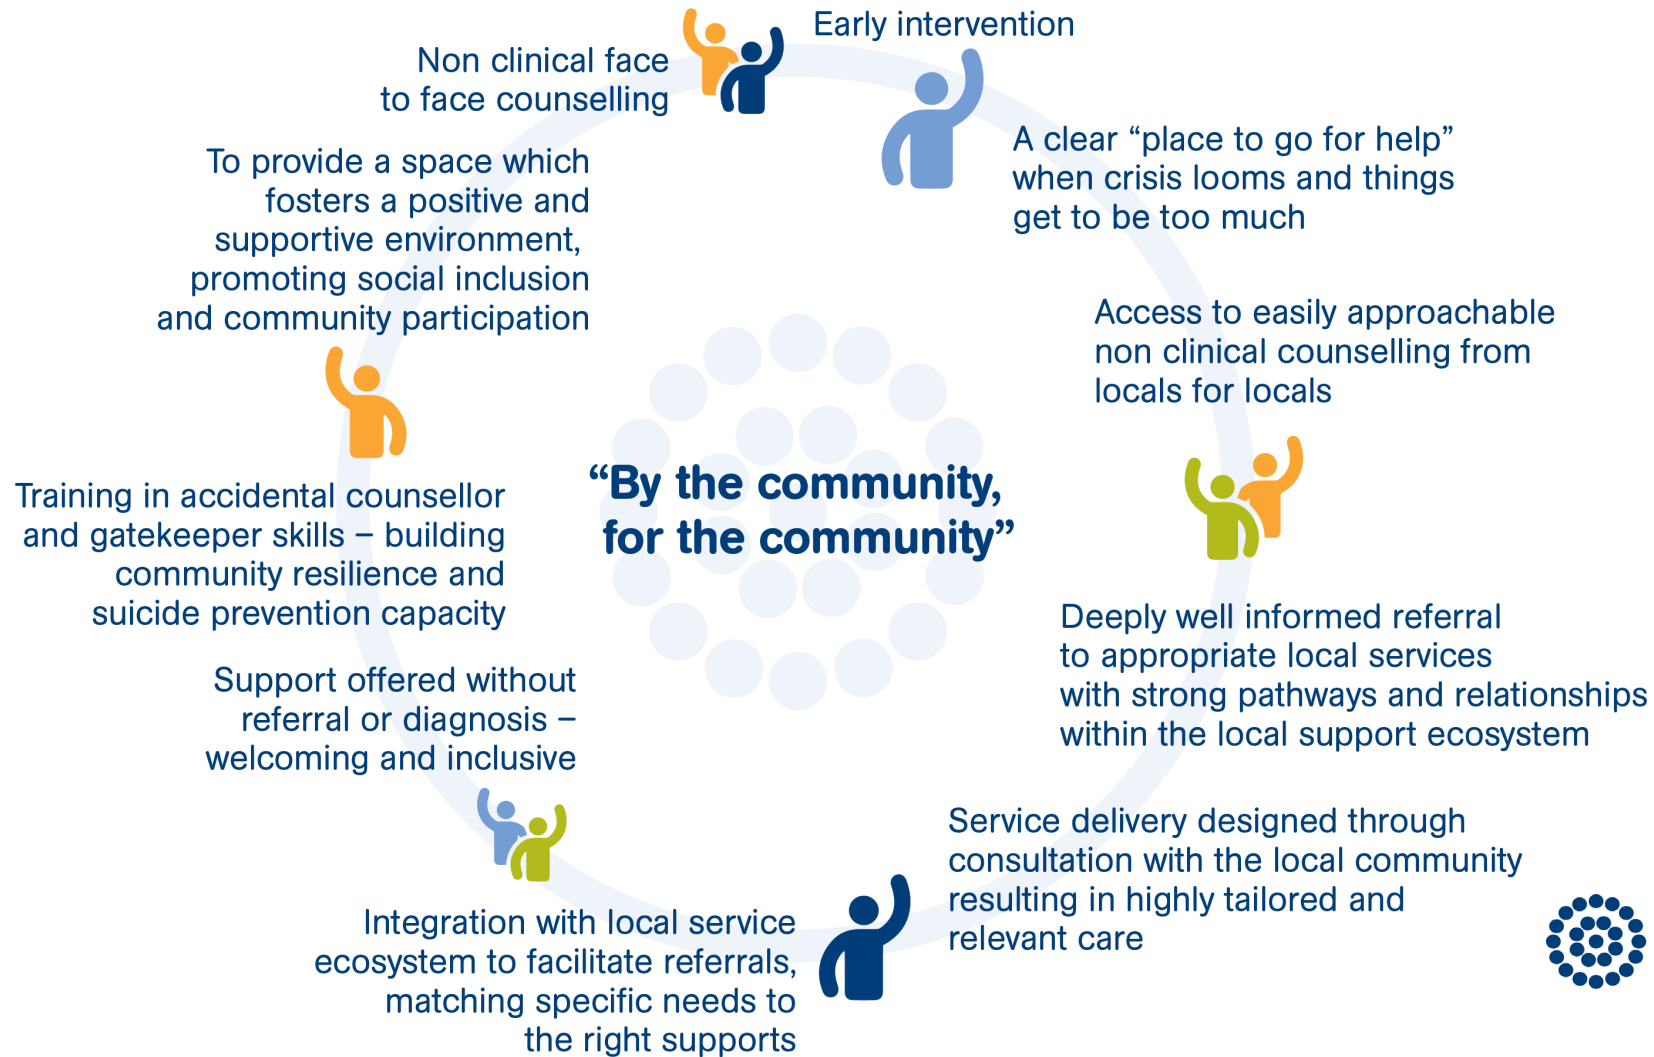 Early intervention
A clear “place to go for help”
when crisis looms and things
get to be too much
Access to easily approachable
non clinical counselling from
locals for locals
Deeply well informed referral
to appropriate local services
with strong pathways and relationships
within the local support ecosystem
Service delivery designed through
consultation with the local community
resulting in highly tailored and
relevant care
Integration with local service
ecosystem to facilitate referrals,
matching specific needs to
the right supports
Support offered without
referral or diagnosis –
welcoming and inclusive
Training in accidental counsellor
and gatekeeper skills – building
community resilience and
suicide prevention capacity
To provide a space which
fosters a positive and
supportive environment,
promoting social inclusion
and community participation
Non clinical face
to face counselling
“By the community,
for the community”